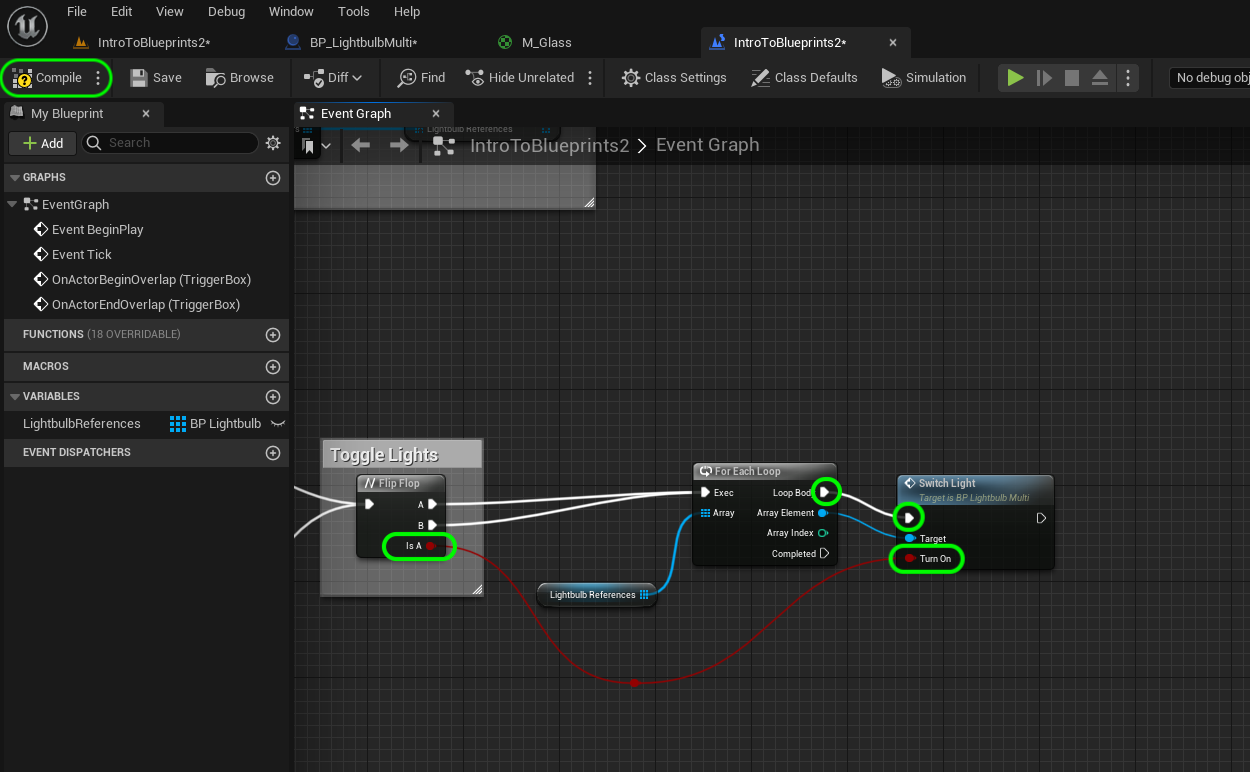 File Edit View Debug Window Tools Help
IntroToBlueprints2* BP_LightbulbMulti* M_Glass IntroToBlueprints2*
Compile Save Browse Diff Find Hide Unrelated Class Settings Class Defaults Simulation No debug obj
My Blueprint Event Graph
Lightbulb References
Add Search
IntroToBlueprints2 > Event Graph
GRAPHS
EventGraph
Event BeginPlay
Event Tick
OnActorBeginOverlap (TriggerBox)
OnActorEndOverlap (TriggerBox)
FUNCTIONS (18 OVERRIDABLE)
MACROS
VARIABLES
LightbulbReferences BP Lightbulb
EVENT DISPATCHERS
Toggle Lights
Flip Flop
A
B
Is A
For Each Loop
Exec Loop Bod
Array Array Element
Array Index
Completed
Lightbulb References
Switch Light
Target is BP Lightbulb Multi
Target
Turn On